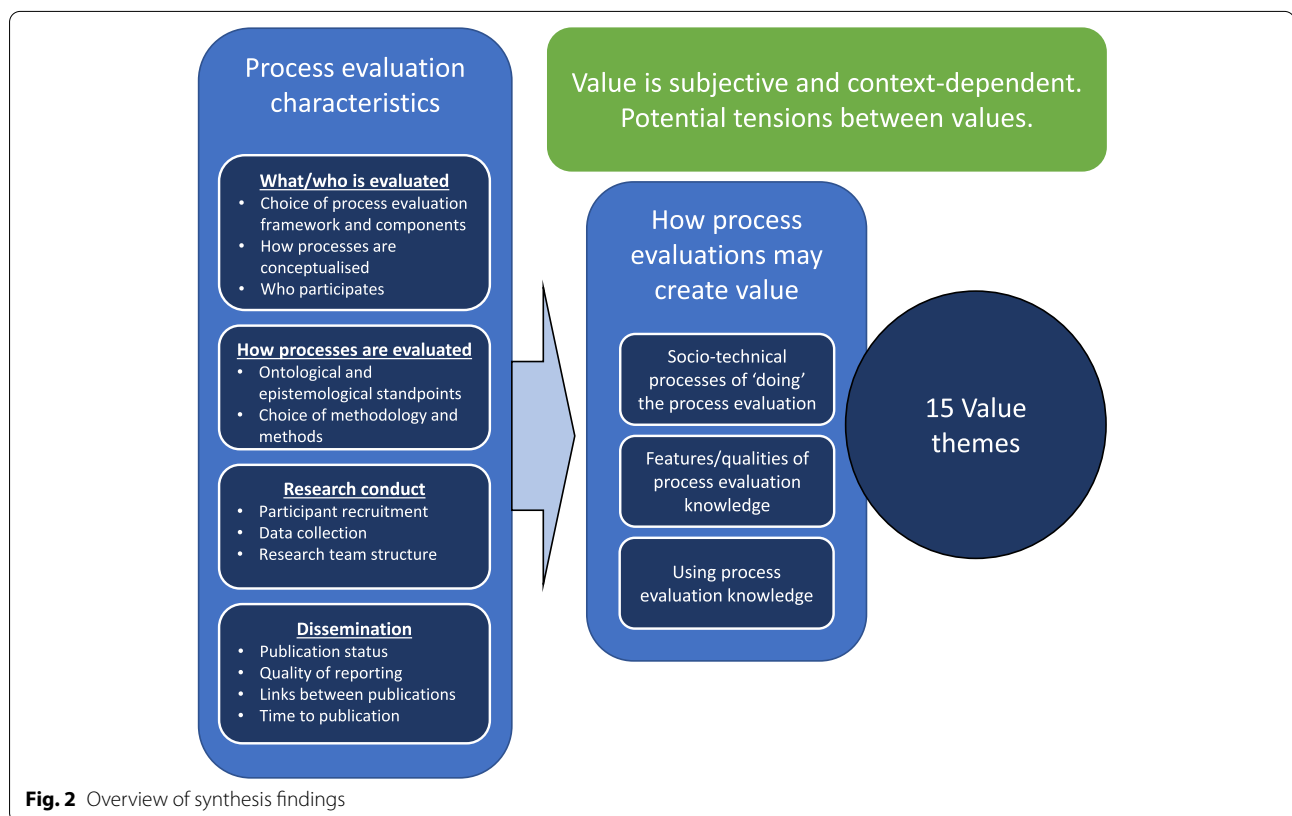 Process evaluation
characteristics
What/who is evaluated
• Choice of process evaluation
framework and components
• How processes are
conceptualised
• Who participates
How processes are evaluated
• Ontological and
epistemological standpoints
• Choice of methodology and
methods
Research conduct
• Participant recruitment
• Data collection
• Research team structure
Dissemination
• Publication status
• Quality of reporting
• Links between publications
• Time to publication
Value is subjective and context-dependent.
Potential tensions between values.
How process
evaluations may
create value
Socio-technical
processes of ‘doing’
the process evaluation
Features/qualities of
process evaluation
knowledge
Using process
evaluation knowledge
15 Value
themes
Fig. 2 Overview of synthesis findings